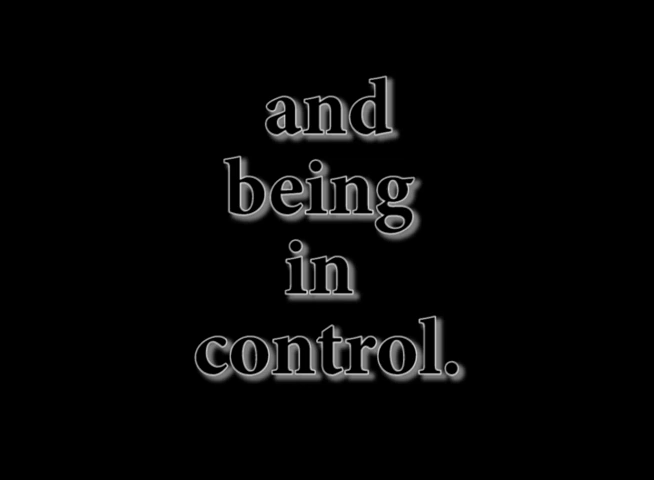 and
being
in
control.